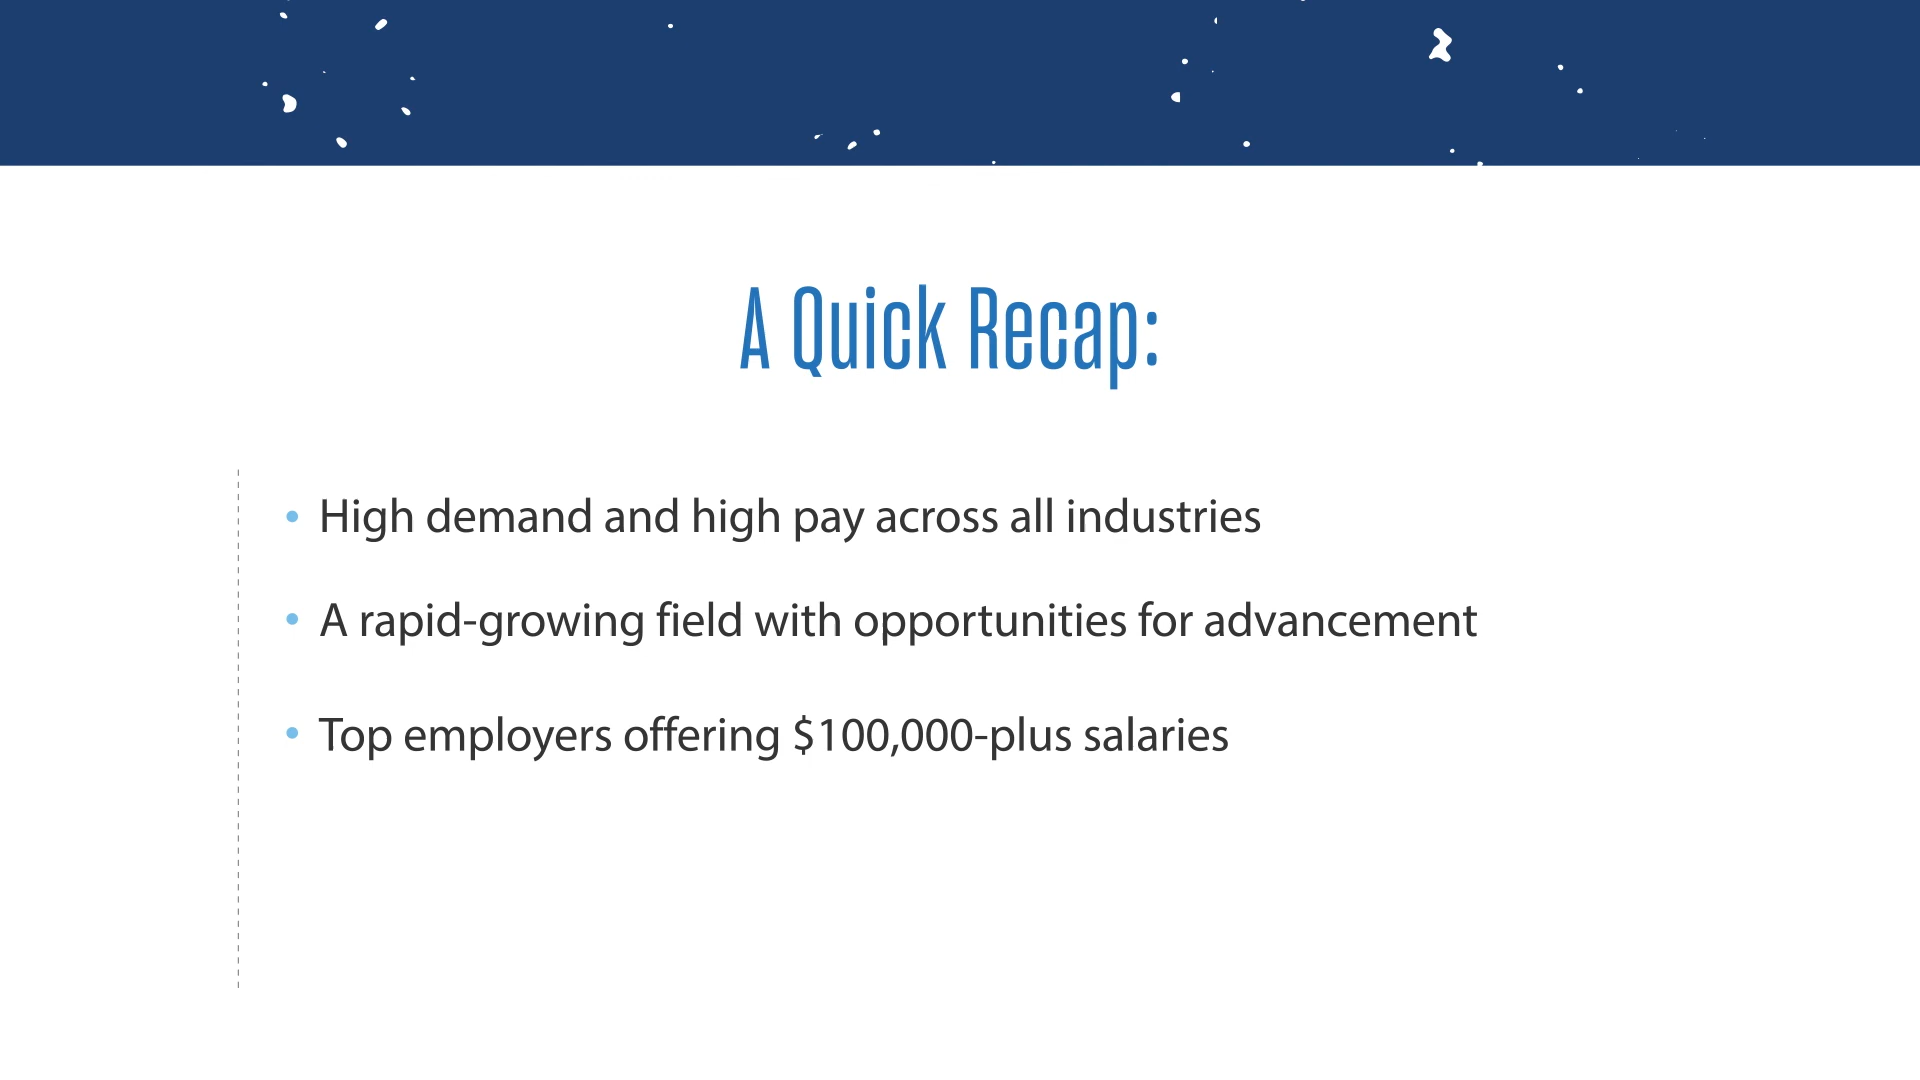 A Quick Recap:
• High demand and high pay across all industries
• A rapid-growing field with opportunities for advancement
• Top employers offering $100,000-plus salaries